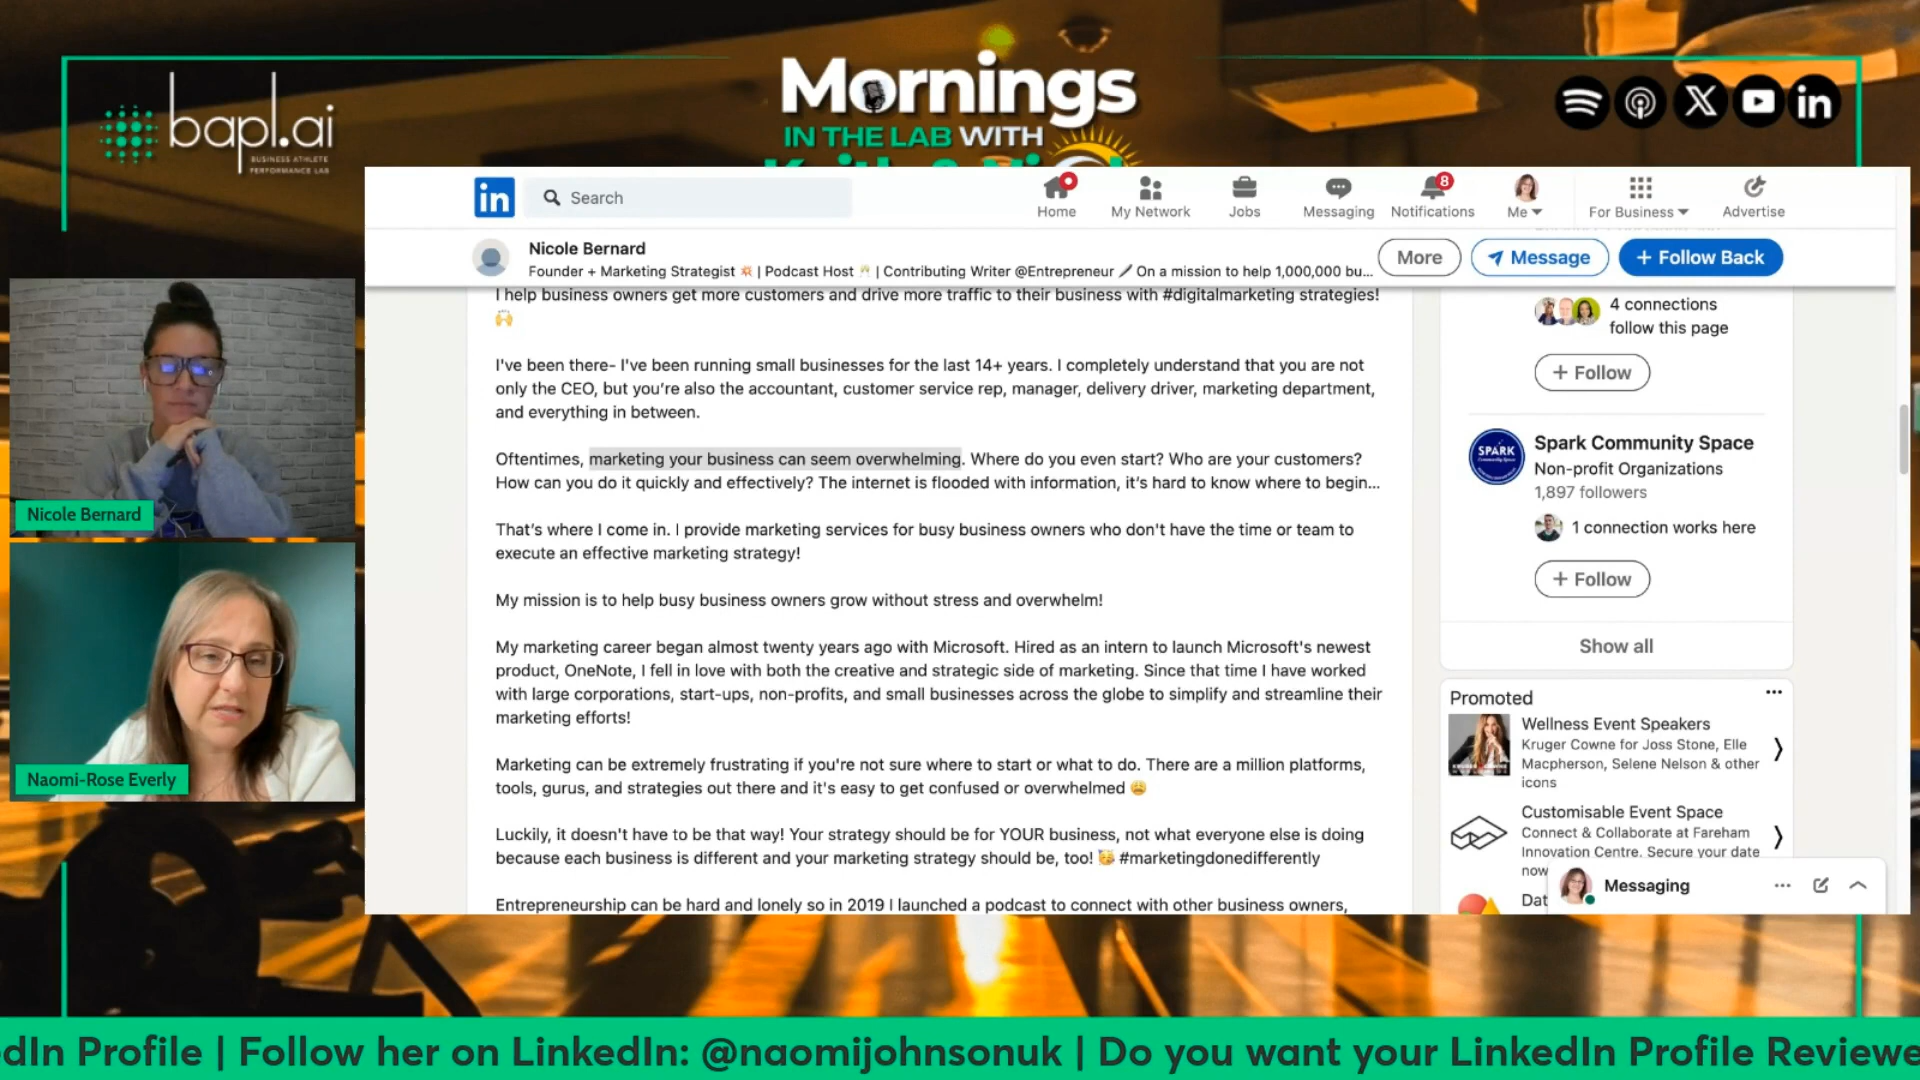 bapl.ai
BUSINESS ATHLETE
PERFORMANCE LAB
Mornings
IN THE LAB WITH
in
in
Search
Home
My Network
Jobs
Messaging
8
Notifications
Me
For Business
Advertise
Nicole Bernard
Founder + Marketing Strategist 💥 | Podcast Host 🥂 | Contributing Writer @Entrepreneur 🖊 On a mission to help 1,000,000 bu...
More
Message
+ Follow Back
I help business owners get more customers and drive more traffic to their business with #digitalmarketing strategies!
🙌
I've been there- I've been running small businesses for the last 14+ years. I completely understand that you are not
only the CEO, but you're also the accountant, customer service rep, manager, delivery driver, marketing department,
and everything in between.
Oftentimes, marketing your business can seem overwhelming. Where do you even start? Who are your customers?
How can you do it quickly and effectively? The internet is flooded with information, it's hard to know where to begin...
That's where I come in. I provide marketing services for busy business owners who don't have the time or team to
execute an effective marketing strategy!
My mission is to help busy business owners grow without stress and overwhelm!
My marketing career began almost twenty years ago with Microsoft. Hired as an intern to launch Microsoft's newest
product, OneNote, I fell in love with both the creative and strategic side of marketing. Since that time I have worked
with large corporations, start-ups, non-profits, and small businesses across the globe to simplify and streamline their
marketing efforts!
Marketing can be extremely frustrating if you're not sure where to start or what to do. There are a million platforms,
tools, gurus, and strategies out there and it's easy to get confused or overwhelmed 😩
Luckily, it doesn't have to be that way! Your strategy should be for YOUR business, not what everyone else is doing
because each business is different and your marketing strategy should be, too! 🥳 #marketingdonedifferently
Entrepreneurship can be hard and lonely so in 2019 I launched a podcast to connect with other business owners,
4 connections
follow this page
+ Follow
SPARK
Spark Community Space
Non-profit Organizations
1,897 followers
1 connection works here
+ Follow
Show all
Promoted
Wellness Event Speakers
Kruger Cowne for Joss Stone, Elle
Macpherson, Selene Nelson & other
icons
Customisable Event Space
Connect & Collaborate at Fareham
Innovation Centre. Secure your date
now
Dat
Messaging
Nicole Bernard
Naomi-Rose Everly
dIn Profile | Follow her on LinkedIn: @naomijohnsonuk | Do you want your LinkedIn Profile Reviewe